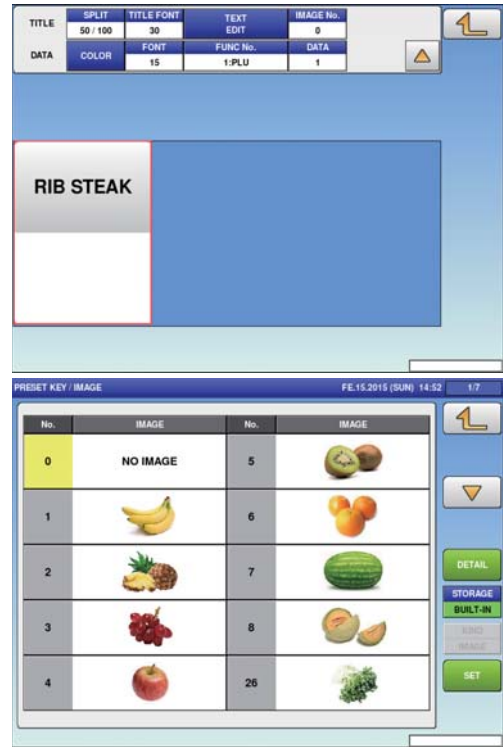 TITLE SPLIT TITLE FONT TEXT EDIT IMAGE No.
50 / 100 30 0
DATA COLOR FONT FUNC No. DATA
15 1:PLU 1
RIB STEAK
PRESET KEY / IMAGE FE.15.2015 (SUN) 14:52 1/7
No. IMAGE No. IMAGE
0 NO IMAGE 5
1 6
2 7
DETAIL
STORAGE
BUILT-IN
3 8
KIND
IMAGE
4 26
SET